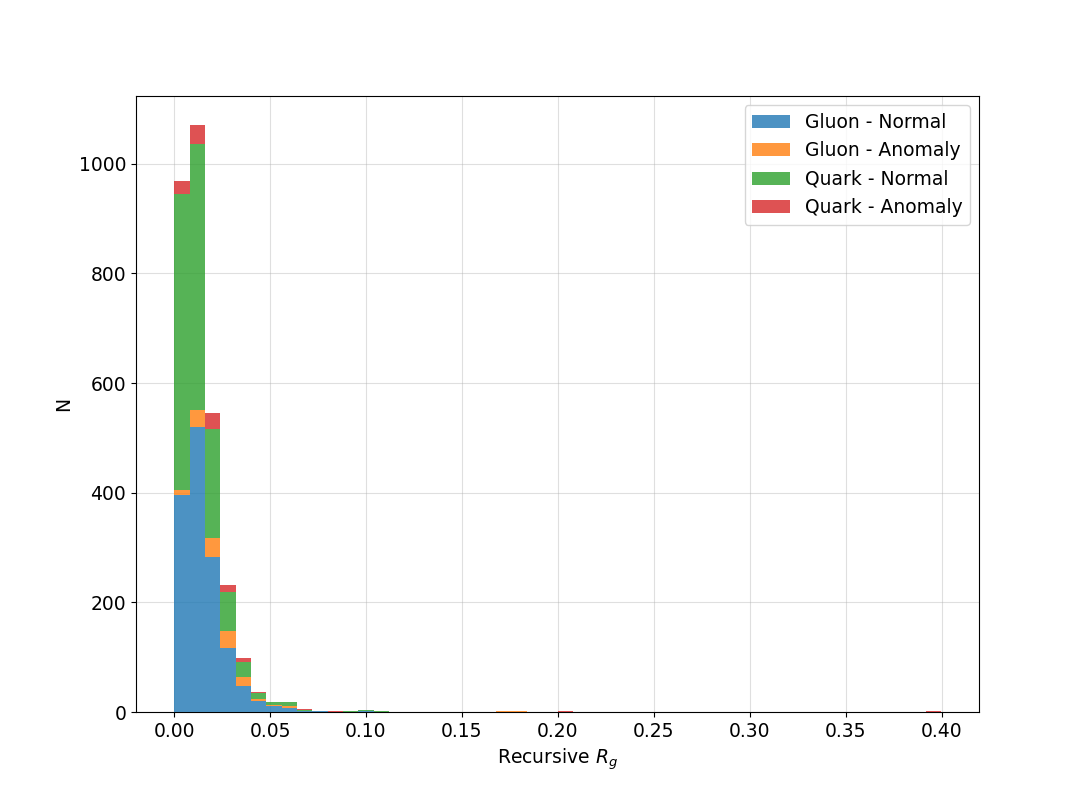 Gluon - Normal
Gluon - Anomaly
Quark - Normal
Quark - Anomaly
1000
800
600
400
200
0
N
0.00 0.05 0.10 0.15 0.20 0.25 0.30 0.35 0.40
Recursive R_g